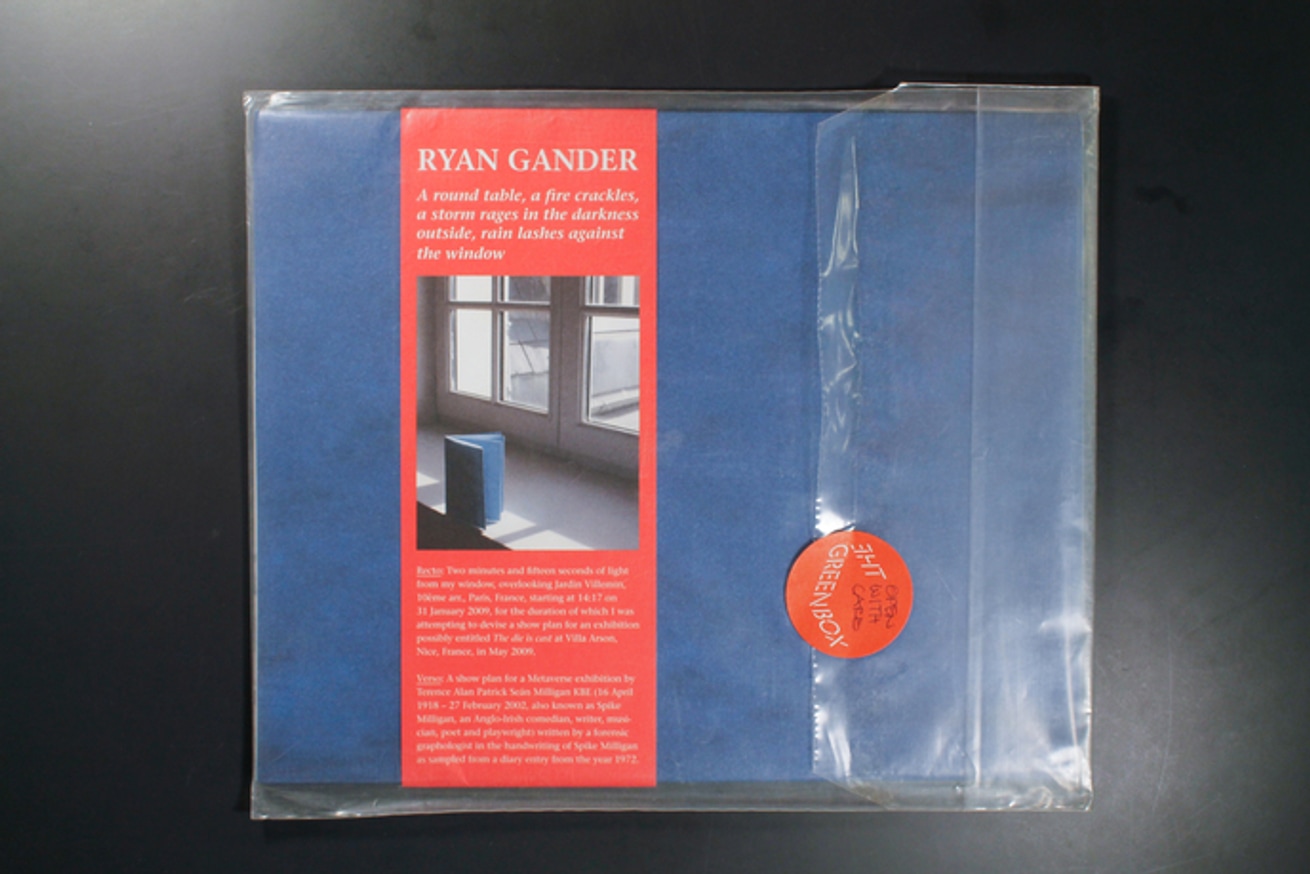 RYAN GANDER
A round table, a fire crackles,
a storm rages in the darkness
outside, rain lashes against
the window
Recto: Two minutes and fifteen seconds of light
from my window, overlooking Jardin Villemin,
10ème arr., Paris, France, starting at 14:17 on
31 January 2009, for the duration of which I was
attempting to devise a show plan for an exhibition
possibly entitled The die is cast at Villa Arson,
Nice, France, in May 2009.
Verso: A show plan for a Metaverse exhibition by
Terence Alan Patrick Seán Milligan KBE (16 April
1918 – 27 February 2002, also known as Spike
Milligan, an Anglo-Irish comedian, writer, musi-
cian, poet and playwright) written by a forensic
graphologist in the handwriting of Spike Milligan
as sampled from a diary entry from the year 1972.
THE
GREENBOX
OPEN
WITH
CARE